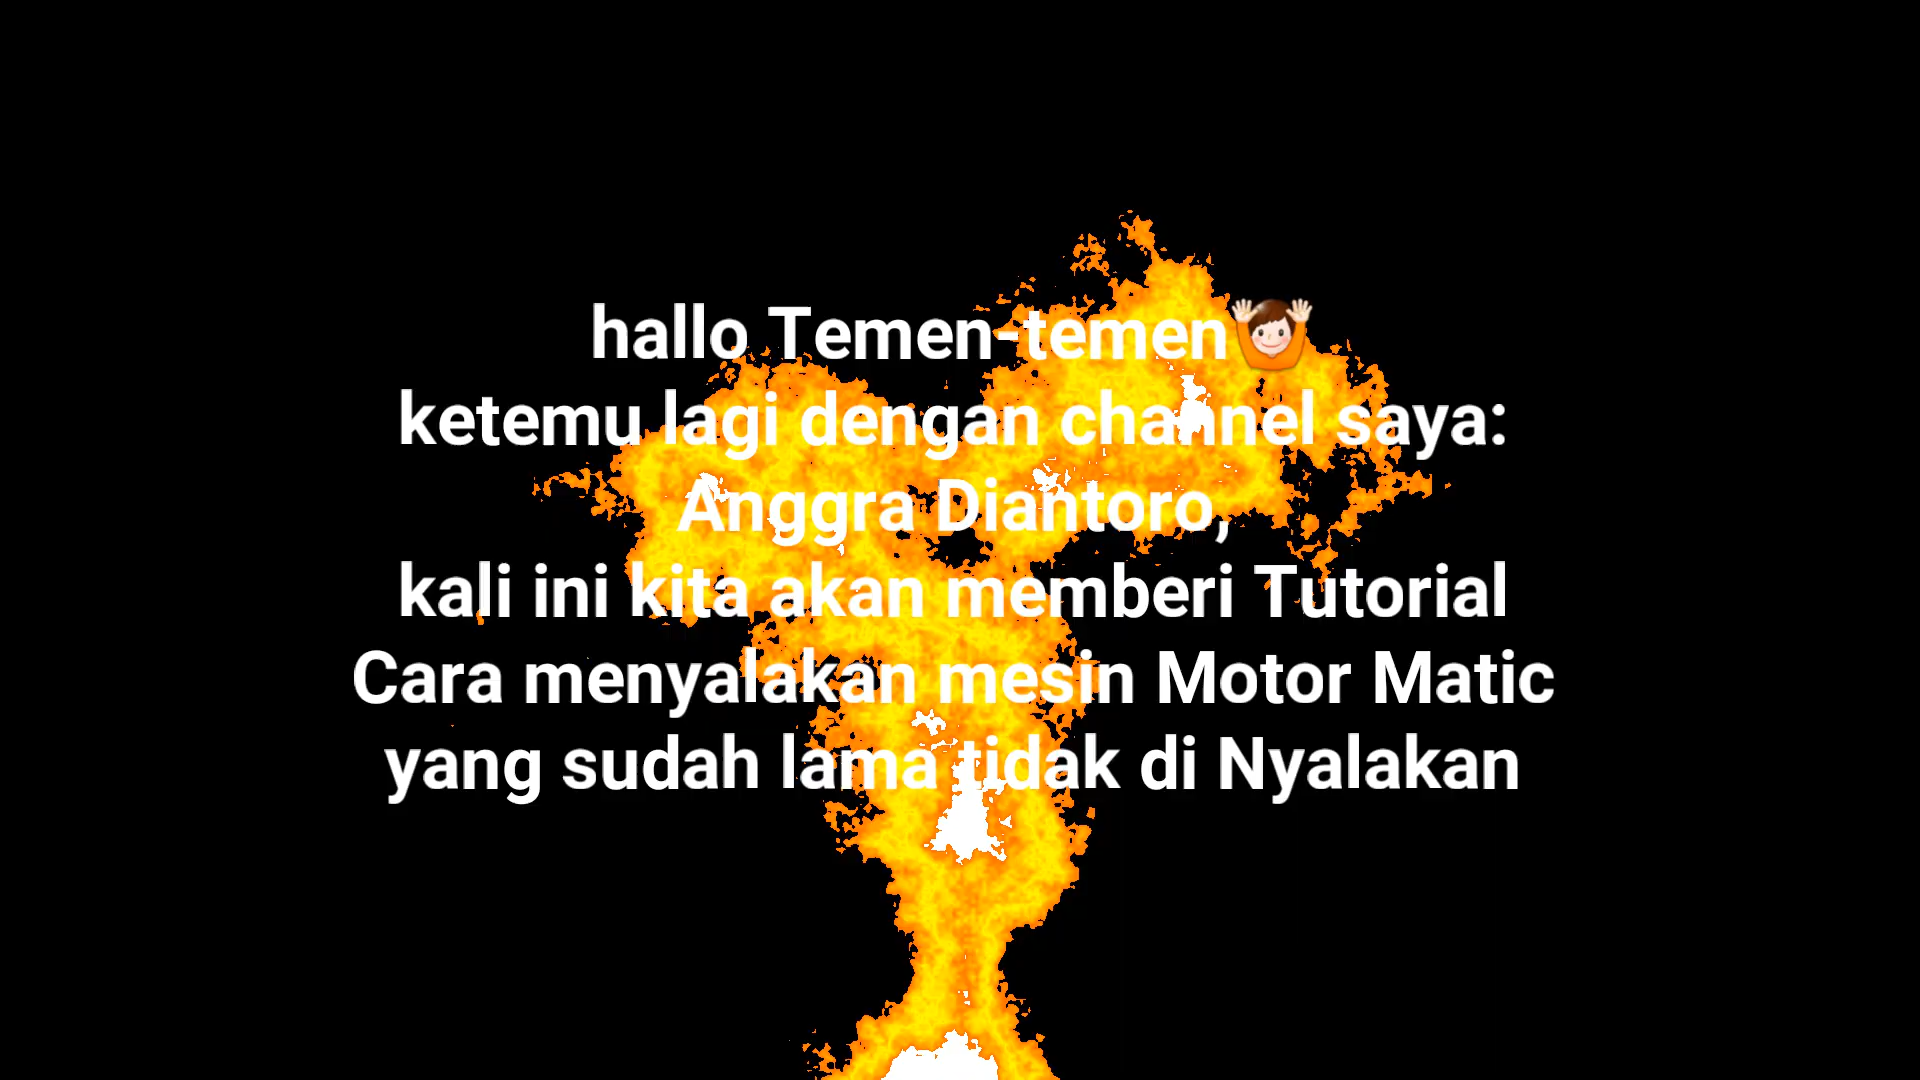 hallo Temen-temen🙌
ketemu lagi dengan channel saya:
Anggra Diantoro,
kali ini kita akan memberi Tutorial
Cara menyalakan mesin Motor Matic
yang sudah lama tidak di Nyalakan